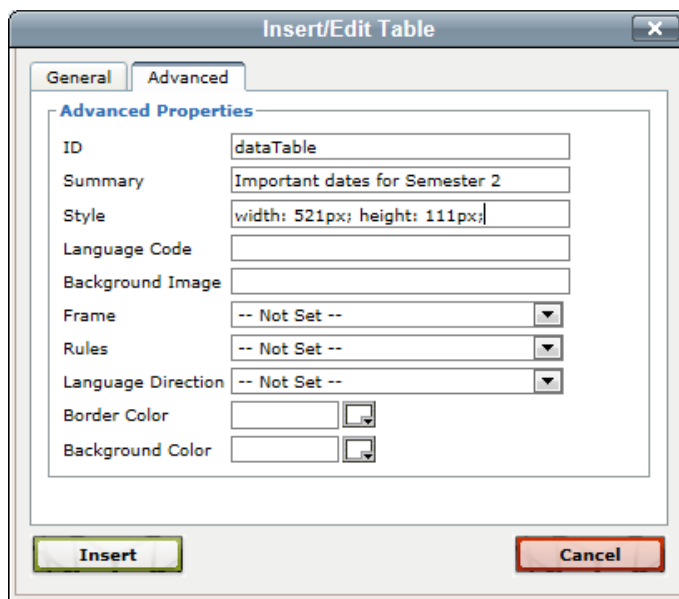 Insert/Edit Table
General Advanced
Advanced Properties
ID dataTable
Summary Important dates for Semester 2
Style width: 521px; height: 111px;
Language Code
Background Image
Frame -- Not Set --
Rules -- Not Set --
Language Direction -- Not Set --
Border Color
Background Color
Insert Cancel